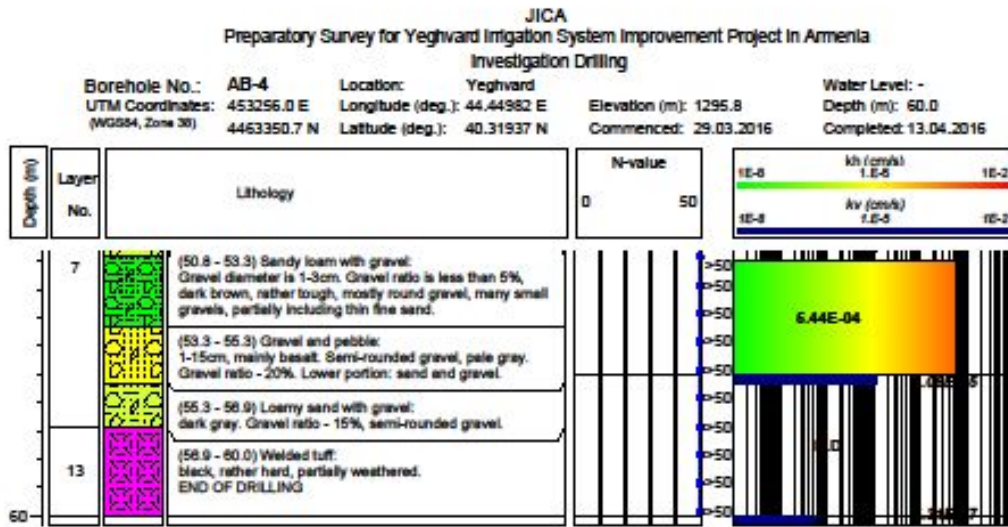 JICA
Preparatory Survey for Yeghvard Irrigation System Improvement Project in Armenia
Investigation Drilling
Borehole No.: AB-4 Location: Yeghvard Water Level: -
UTM Coordinates: 453256.0 E Longitude (deg.): 44.44982 E Elevation (m): 1295.8 Depth (m): 60.0
(WGS84, Zone 38) 4463350.7 N Latitude (deg.): 40.31937 N Commenced: 29.03.2016 Completed: 13.04.2016
Depth (m) Layer No. Lithology N-value
0 50
kh (cm/s)
1E-8 1.E-5 1E-2
kv (cm/s)
1E-8 1.E-5 1E-2
7
(50.8 - 53.3) Sandy loam with gravel:
Gravel diameter is 1-3cm. Gravel ratio is less than 5%,
dark brown, rather tough, mostly round gravel, many small
gravels, partially including thin fine sand.
>50
>50
>50
>50
>50
>50
>50
>50
>50
>50
(53.3 - 55.3) Gravel and pebble:
1-15cm, mainly basalt. Semi-rounded gravel, pale gray.
Gravel ratio - 20%. Lower portion: sand and gravel.
(55.3 - 56.9) Loamy sand with gravel:
dark gray. Gravel ratio - 15%, semi-rounded gravel.
13
(56.9 - 60.0) Welded tuff:
black, rather hard, partially weathered.
END OF DRILLING
60